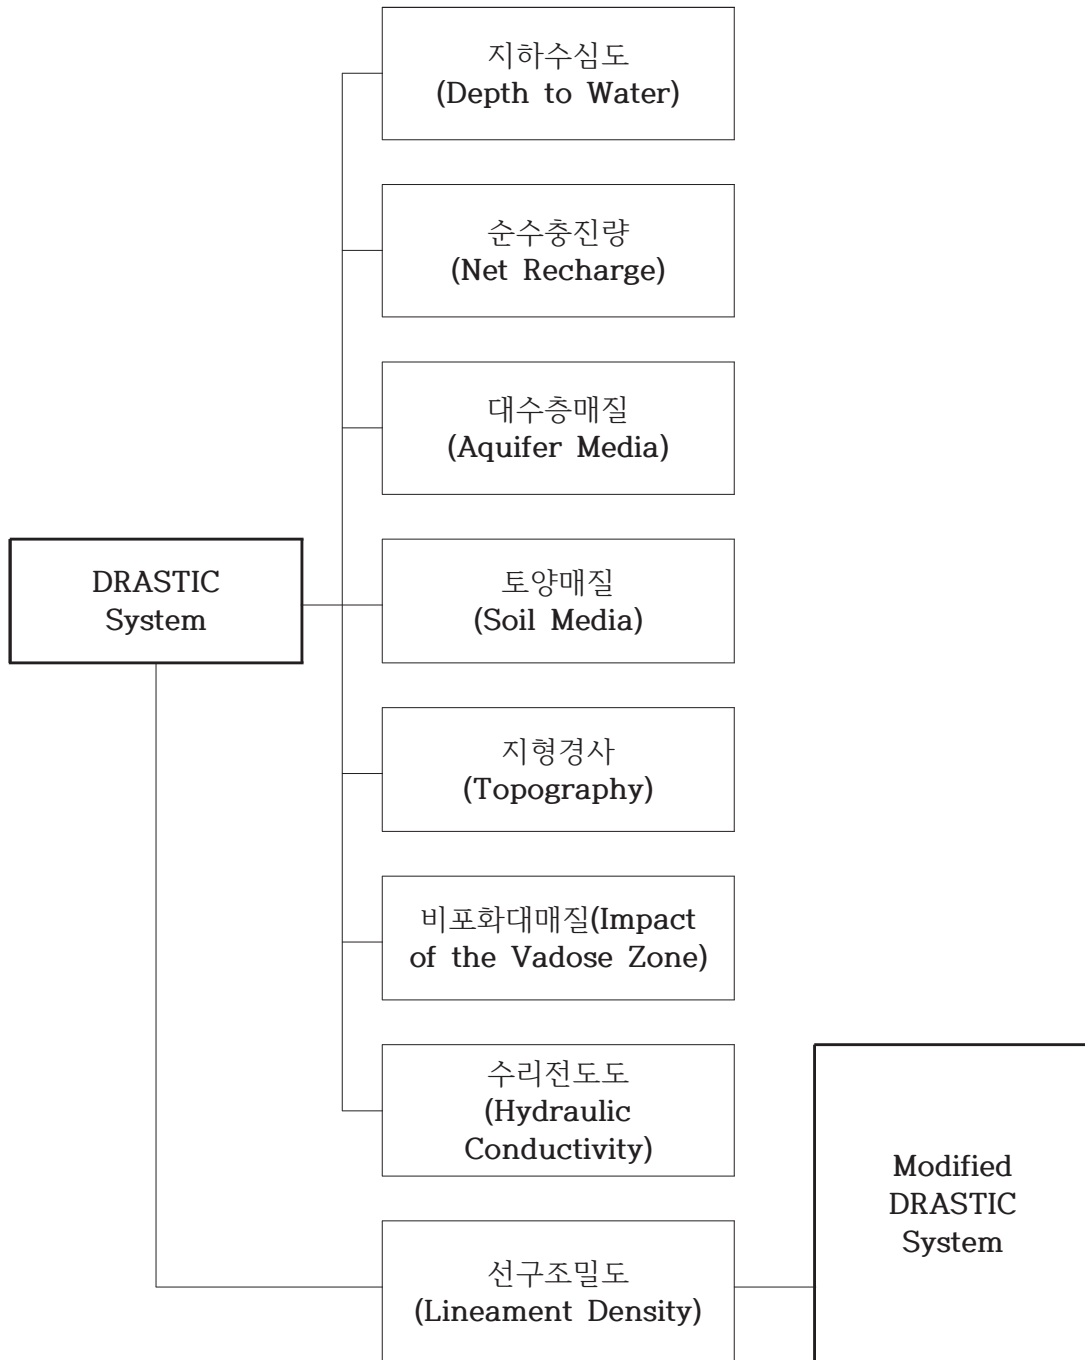 지하수심도
(Depth to Water)
순수충진량
(Net Recharge)
대수층매질
(Aquifer Media)
DRASTIC
System
토양매질
(Soil Media)
지형경사
(Topography)
비포화대매질(Impact
of the Vadose Zone)
수리전도도
(Hydraulic
Conductivity)
Modified
DRASTIC
System
선구조밀도
(Lineament Density)